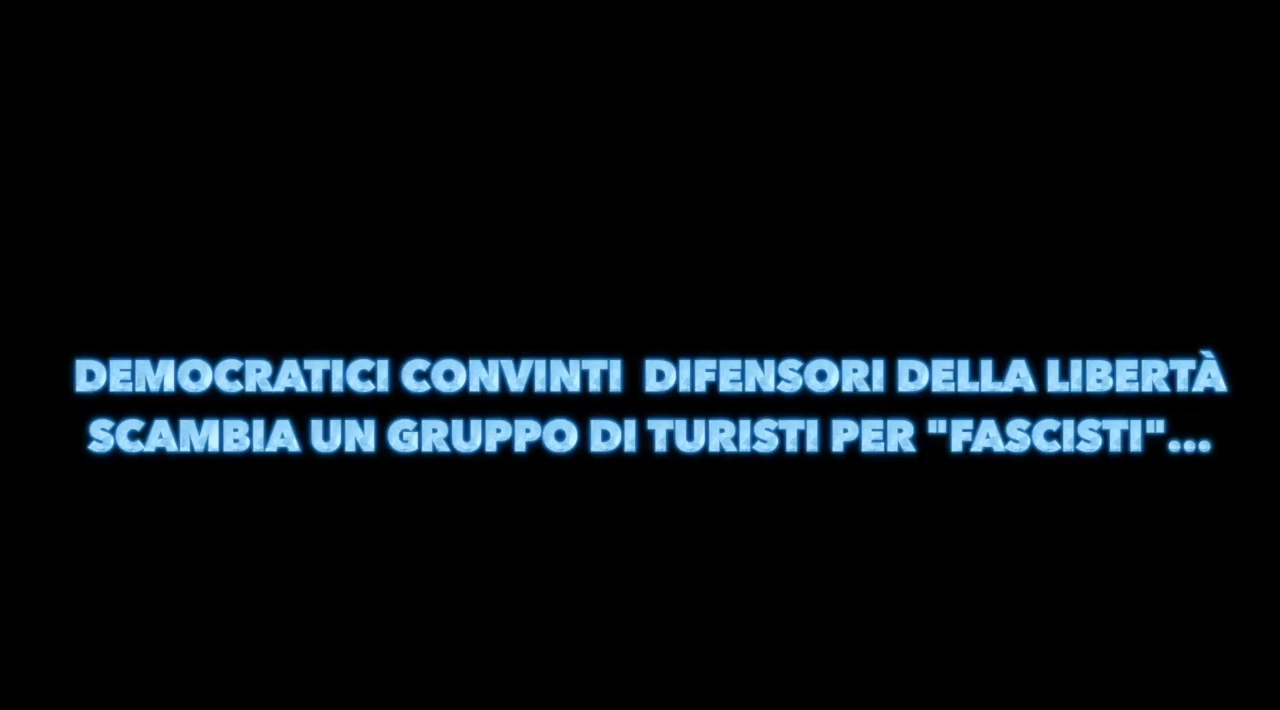 DEMOCRATICI CONVINTI  DIFENSORI DELLA LIBERTÀ
SCAMBIA UN GRUPPO DI TURISTI PER "FASCISTI"...